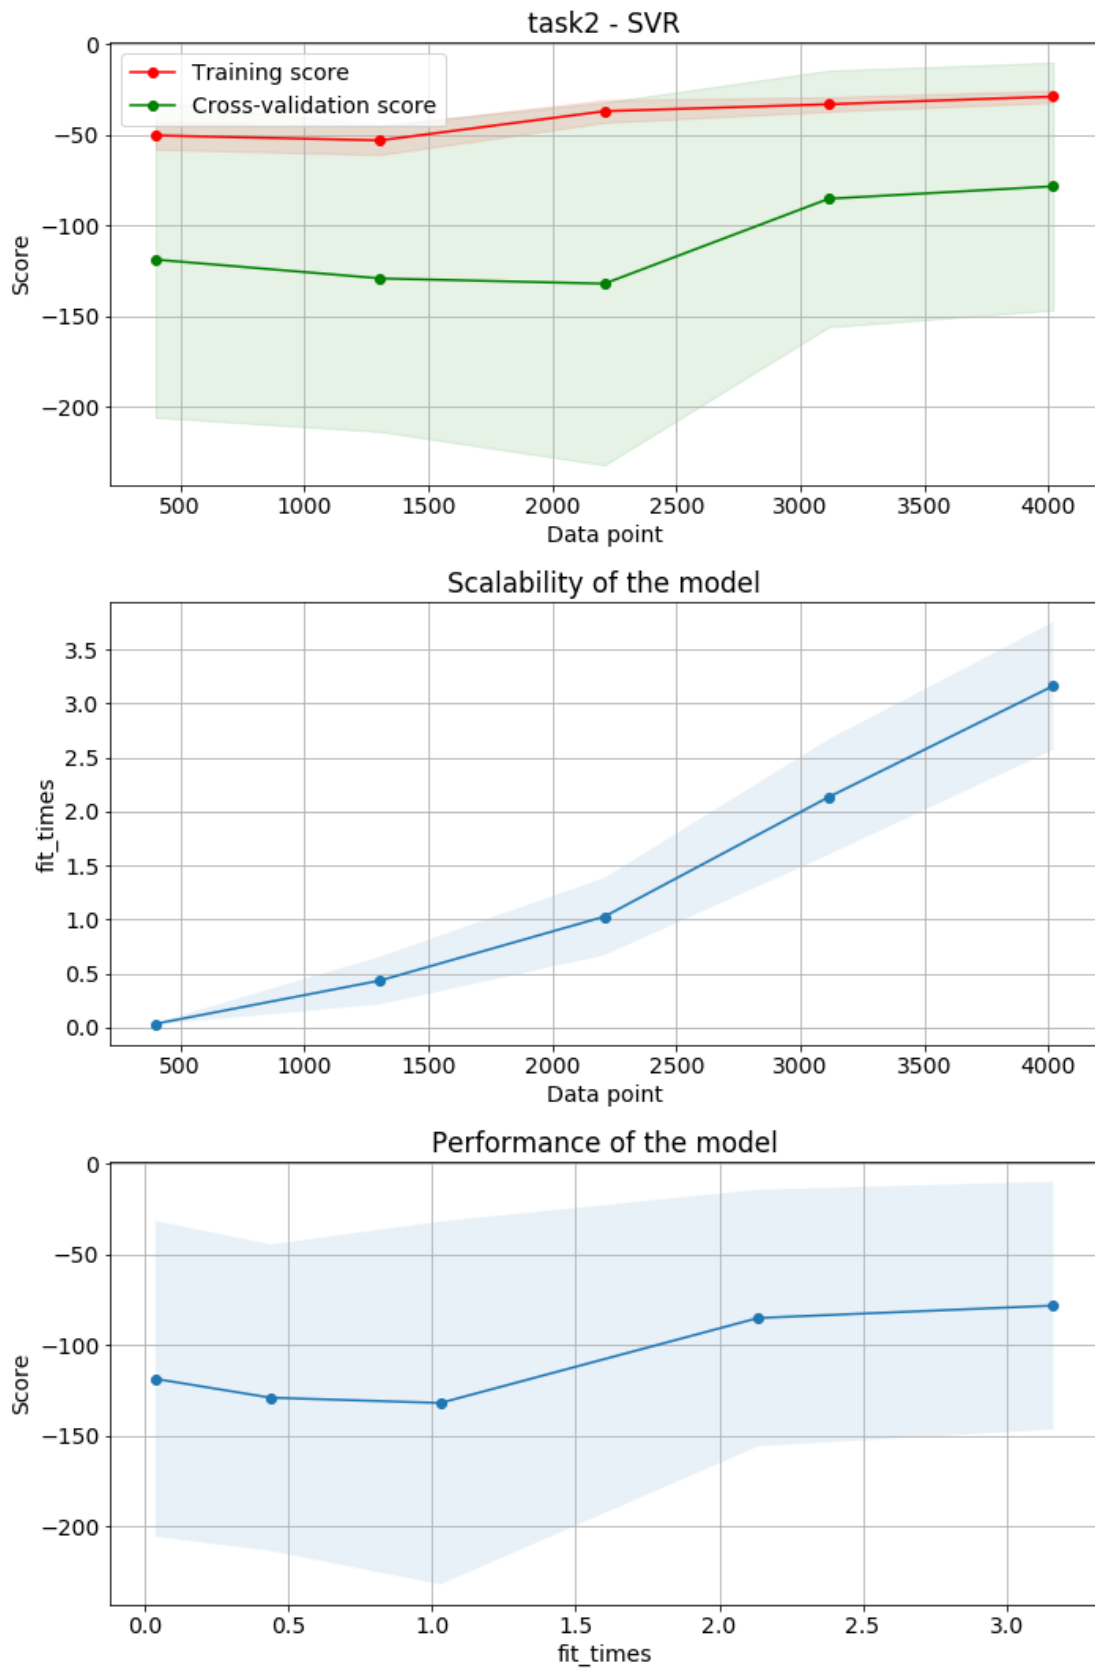 task2 - SVR
0
Training score
Cross-validation score
−50
−100
−150
−200
Score
500 1000 1500 2000 2500 3000 3500 4000
Data point
Scalability of the model
3.5
3.0
2.5
2.0
1.5
1.0
0.5
0.0
fit_times
500 1000 1500 2000 2500 3000 3500 4000
Data point
Performance of the model
0
−50
−100
−150
−200
Score
0.0 0.5 1.0 1.5 2.0 2.5 3.0
fit_times